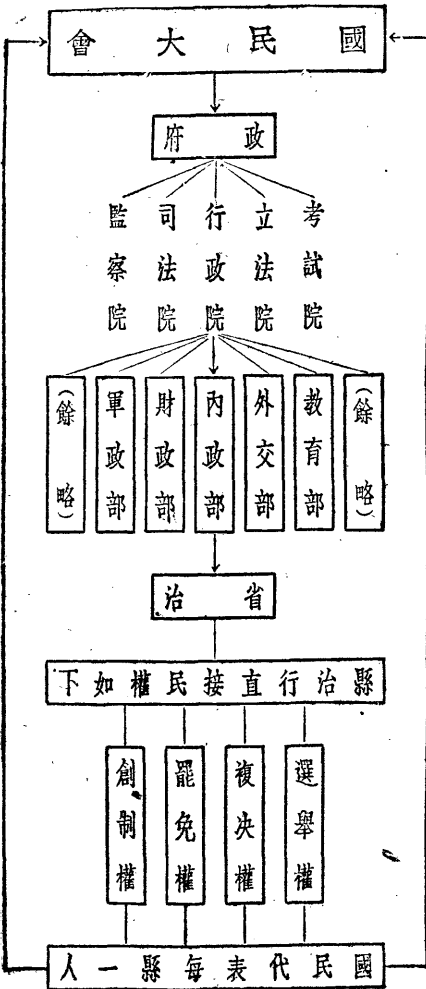 國民大會
政府
考試院
立法院
行政院
司法院
監察院
(餘略)
教育部
外交部
內政部
財政部
軍政部
(餘略)
省治
縣治行直接民權如下
選舉權
複决權
罷免權
創制權
國民代表每縣一人